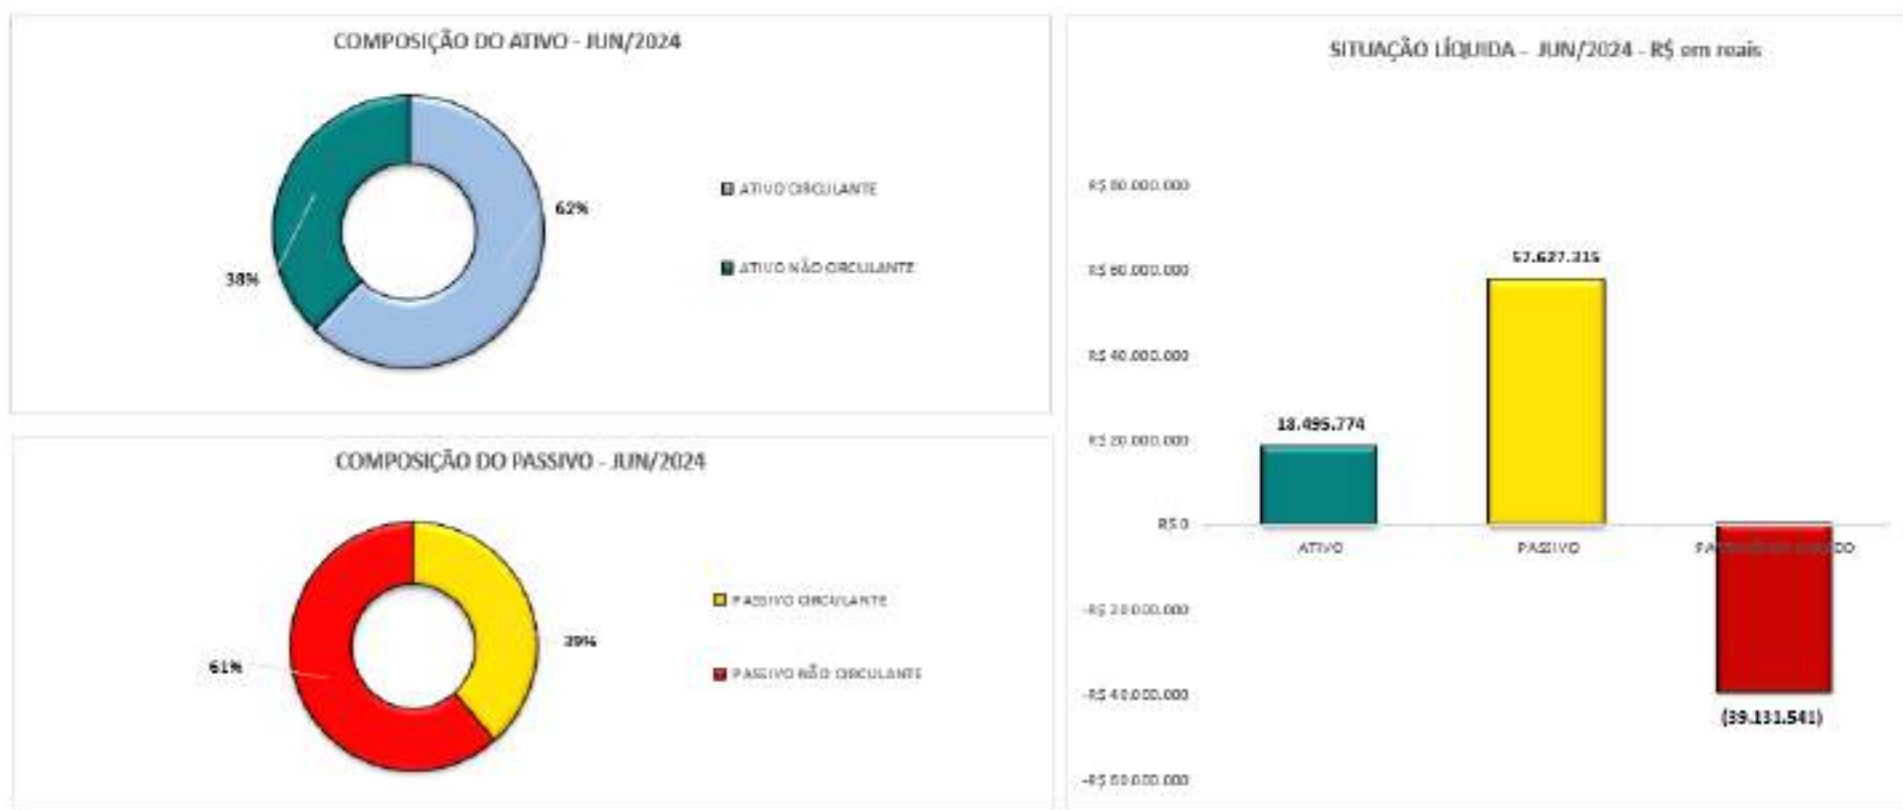 COMPOSIÇÃO DO ATIVO - JUN/2024
62%
38%
ATIVO CIRCULANTE
ATIVO NÃO CIRCULANTE
COMPOSIÇÃO DO PASSIVO - JUN/2024
39%
61%
PASSIVO CIRCULANTE
PASSIVO NÃO CIRCULANTE
SITUAÇÃO LÍQUIDA - JUN/2024 - R$ em reais
R$ 80.000.000
R$ 60.000.000
R$ 40.000.000
R$ 20.000.000
R$ 0
-R$ 20.000.000
-R$ 40.000.000
-R$ 60.000.000
57.627.315
18.495.774
(39.131.541)
ATIVO
PASSIVO